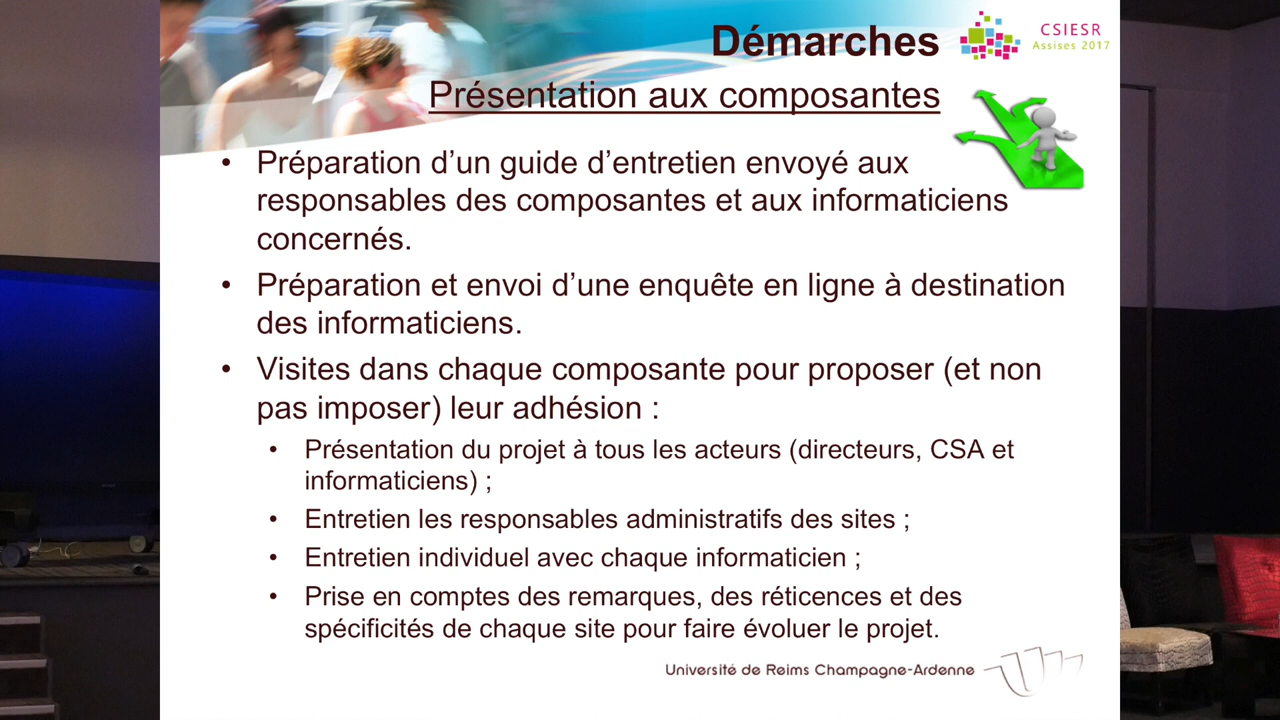 Démarches
CSIESR
Assises 2017
Présentation aux composantes
• Préparation d’un guide d’entretien envoyé aux
responsables des composantes et aux informaticiens
concernés.
• Préparation et envoi d’une enquête en ligne à destination
des informaticiens.
• Visites dans chaque composante pour proposer (et non
pas imposer) leur adhésion :
• Présentation du projet à tous les acteurs (directeurs, CSA et
informaticiens) ;
• Entretien les responsables administratifs des sites ;
• Entretien individuel avec chaque informaticien ;
• Prise en comptes des remarques, des réticences et des
spécificités de chaque site pour faire évoluer le projet.
Université de Reims Champagne-Ardenne